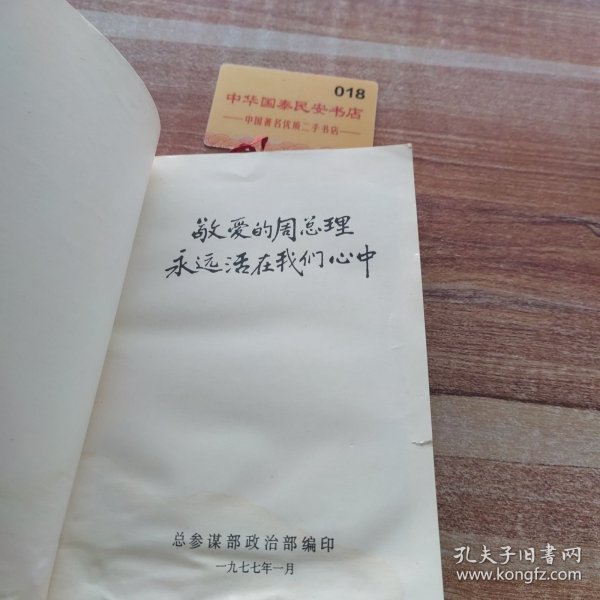 018
中华国泰民安书店
中国著名优质二手书店
敬爱的周总理
永远活在我们心中
总参谋部政治部编印
一九七七年一月
孔夫子旧书网
www.kongfz.com